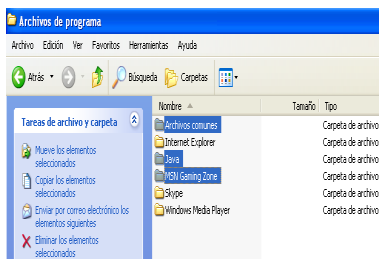 Archivos de programa
Archivo Edición Ver Favoritos Herramientas Ayuda
Atrás Búsqueda Carpetas
Nombre Tamaño Tipo
Tareas de archivo y carpeta
Mueve los elementos
seleccionados
Copiar los elementos
seleccionados
Enviar por correo electrónico los
elementos siguientes
Eliminar los elementos
seleccionados
Archivos comunes Carpeta de archivo
Internet Explorer Carpeta de archivo
Java Carpeta de archivo
MSN Gaming Zone Carpeta de archivo
Skype Carpeta de archivo
Windows Media Player Carpeta de archivo